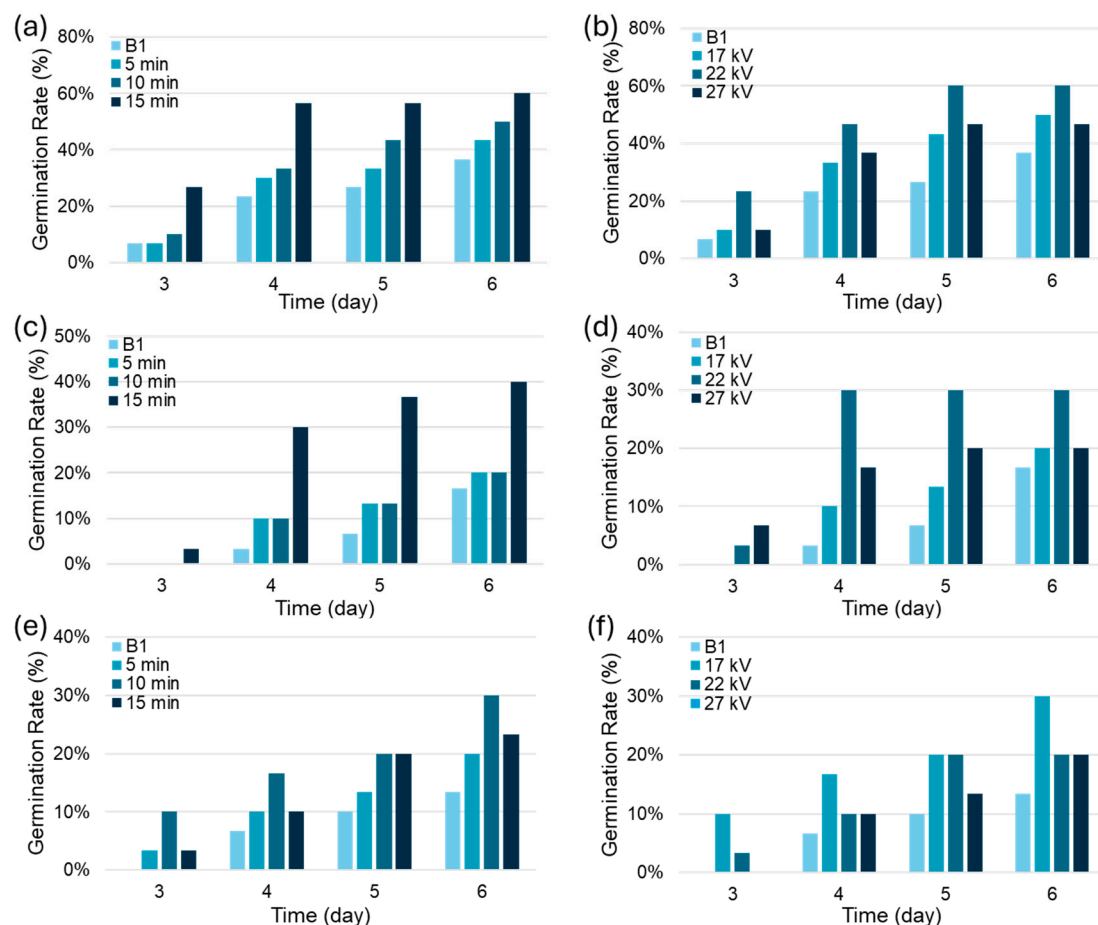 (a)
80%
60%
40%
20%
0%
Germination Rate (%)
B1
5 min
10 min
15 min
3 4 5 6
Time (day)
(b)
80%
60%
40%
20%
0%
Germination Rate (%)
B1
17 kV
22 kV
27 kV
3 4 5 6
Time (day)
(c)
50%
40%
30%
20%
10%
0%
Germination Rate (%)
B1
5 min
10 min
15 min
3 4 5 6
Time (day)
(d)
40%
30%
20%
10%
0%
Germination Rate (%)
B1
17 kV
22 kV
27 kV
3 4 5 6
Time (day)
(e)
40%
30%
20%
10%
0%
Germination Rate (%)
B1
5 min
10 min
15 min
3 4 5 6
Time (day)
(f)
40%
30%
20%
10%
0%
Germination Rate (%)
B1
17 kV
22 kV
27 kV
3 4 5 6
Time (day)